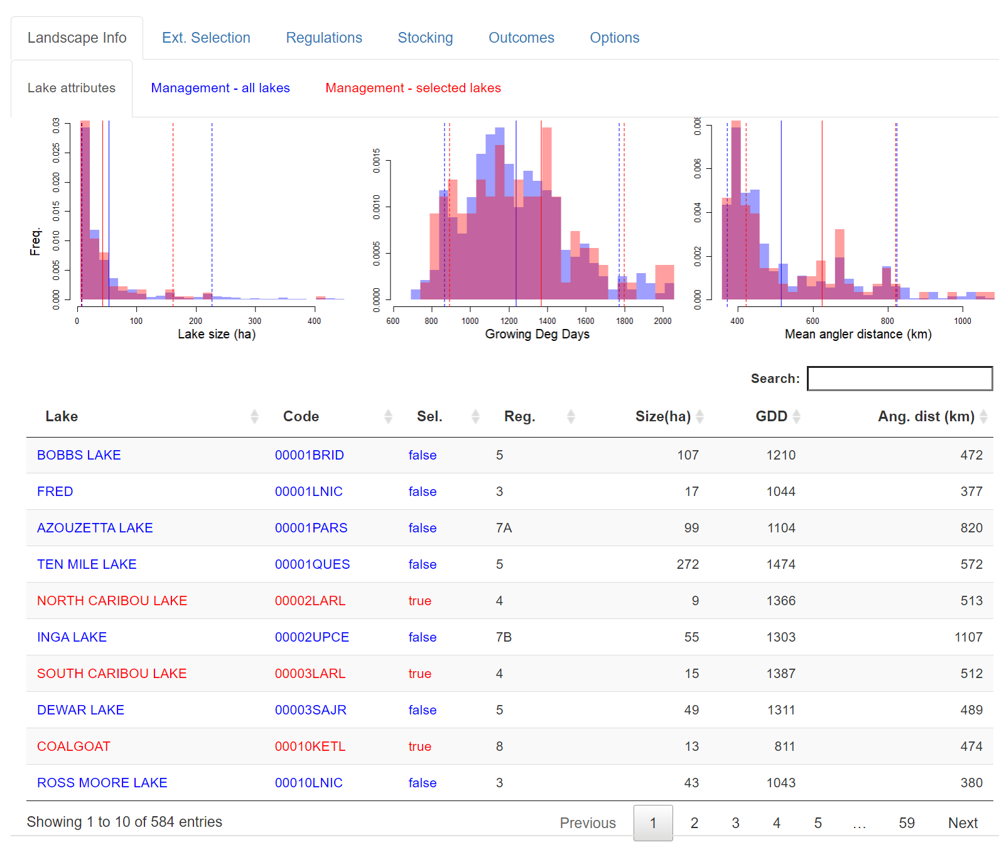 Landscape Info Ext. Selection Regulations Stocking Outcomes Options
Lake attributes Management - all lakes Management - selected lakes
Freq.
0.000 0.005 0.010 0.015 0.020 0.025 0.03
0 100 200 300 400
Lake size (ha)
0.0000 0.0005 0.0010 0.0015
600 800 1000 1200 1400 1600 1800 2000
Growing Deg Days
0.000 0.002 0.004 0.006 0.008
400 600 800 1000
Mean angler distance (km)
Search:
Lake Code Sel. Reg. Size(ha) GDD Ang. dist (km)
BOBBS LAKE 00001BRID false 5 107 1210 472
FRED 00001LNIC false 3 17 1044 377
AZOUZETTA LAKE 00001PARS false 7A 99 1104 820
TEN MILE LAKE 00001QUES false 5 272 1474 572
NORTH CARIBOU LAKE 00002LARL true 4 9 1366 513
INGA LAKE 00002UPCE false 7B 55 1303 1107
SOUTH CARIBOU LAKE 00003LARL true 4 15 1387 512
DEWAR LAKE 00003SAJR false 5 49 1311 489
COALGOAT 00010KETL true 8 13 811 474
ROSS MOORE LAKE 00010LNIC false 3 43 1043 380
Showing 1 to 10 of 584 entries
Previous 1 2 3 4 5 … 59 Next